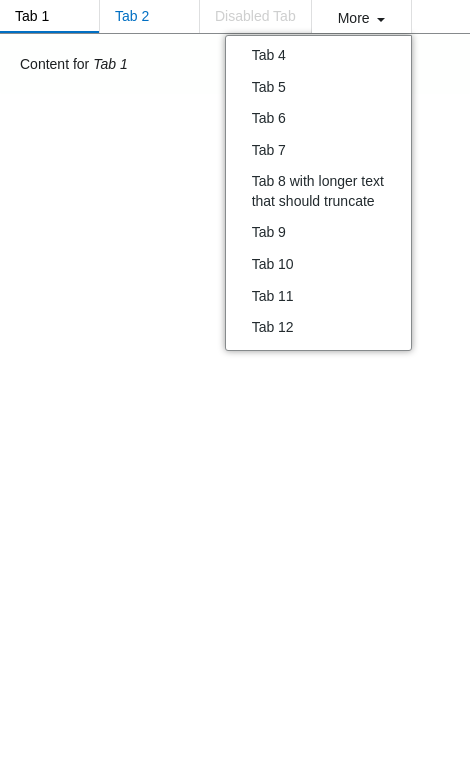 Tab 1
Tab 2
Disabled Tab
More
Content for Tab 1
Tab 4
Tab 5
Tab 6
Tab 7
Tab 8 with longer text
that should truncate
Tab 9
Tab 10
Tab 11
Tab 12